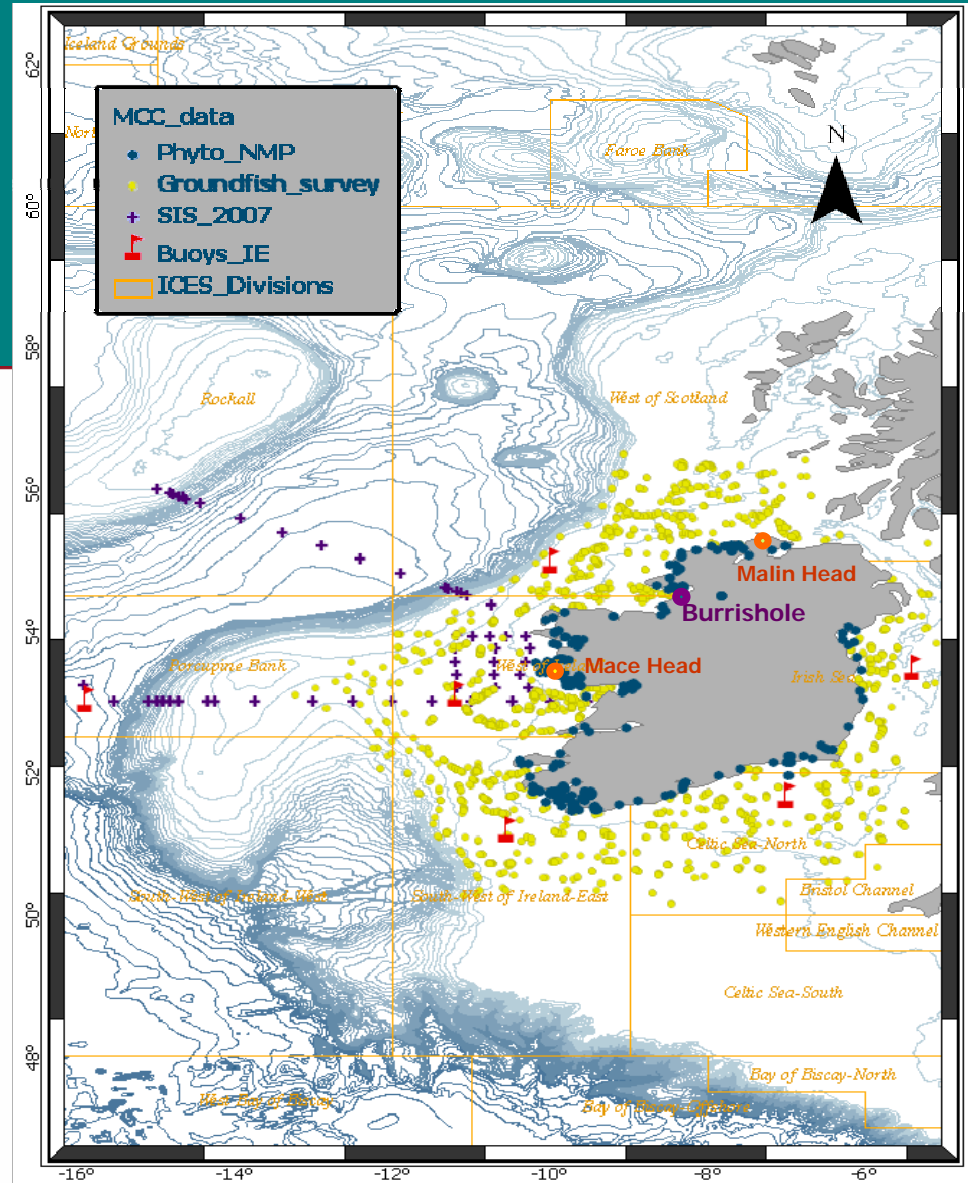 Iceland Grounds
62°
MCC_data
Phyto_NMP
Groundfish_survey
SIS_2007
Buoys_IE
ICES_Divisions
Nort
Faroe Bank
N
60°
58°
Rockall
West of Scotland
56°
Malin Head
Burrishole
54°
Porcupine Bank
Mace Head
Irish Sea
52°
Celtic Sea-North
South-West of Ireland-West
South-West of Ireland-East
Bristol Channel
50°
Western English Channel
Celtic Sea-South
48°
Bay of Biscay-North
West Bay of Biscay
Bay of Biscay-Offshore
-16°
-14°
-12°
-10°
-8°
-6°